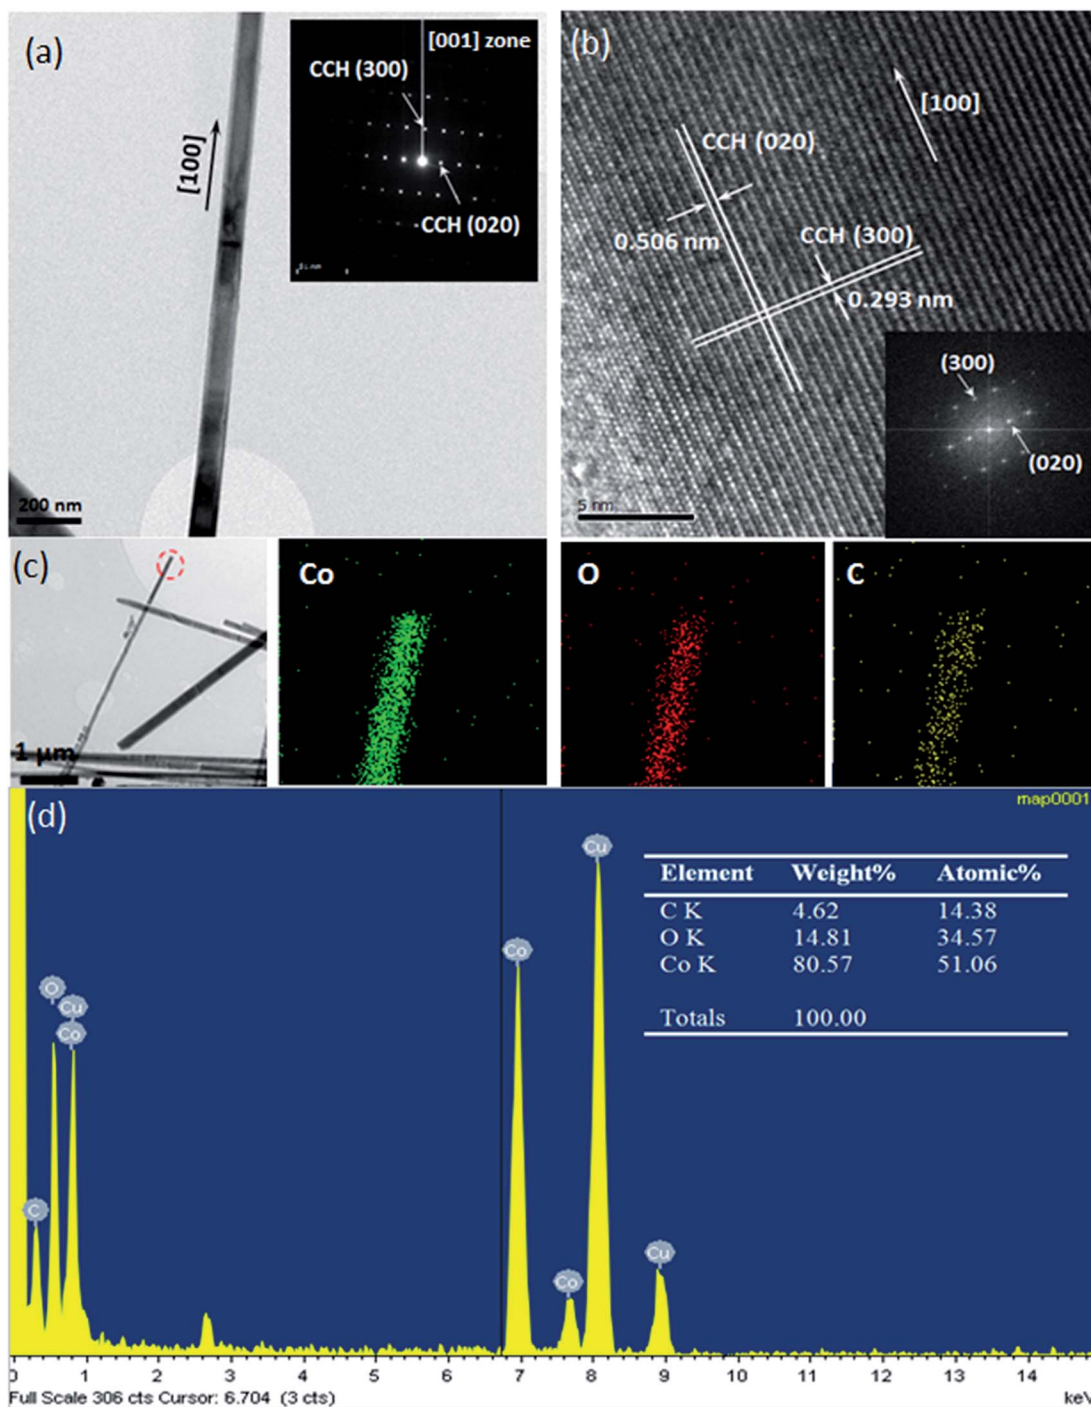 (a)
[001] zone
CCH (300)
CCH (020)
[100]
200 nm
(b)
[100]
CCH (020)
0.506 nm
CCH (300)
0.293 nm
(300)
(020)
5 nm
(c)
1 µm
Co
O
C
(d)
map0001
Element Weight% Atomic%
C K 4.62 14.38
O K 14.81 34.57
Co K 80.57 51.06
Totals 100.00
Cu
Co
O
Cu
Co
C
Co
Cu
0 1 2 3 4 5 6 7 8 9 10 11 12 13 14
Full Scale 306 cts Cursor: 6.704 (3 cts)
keV